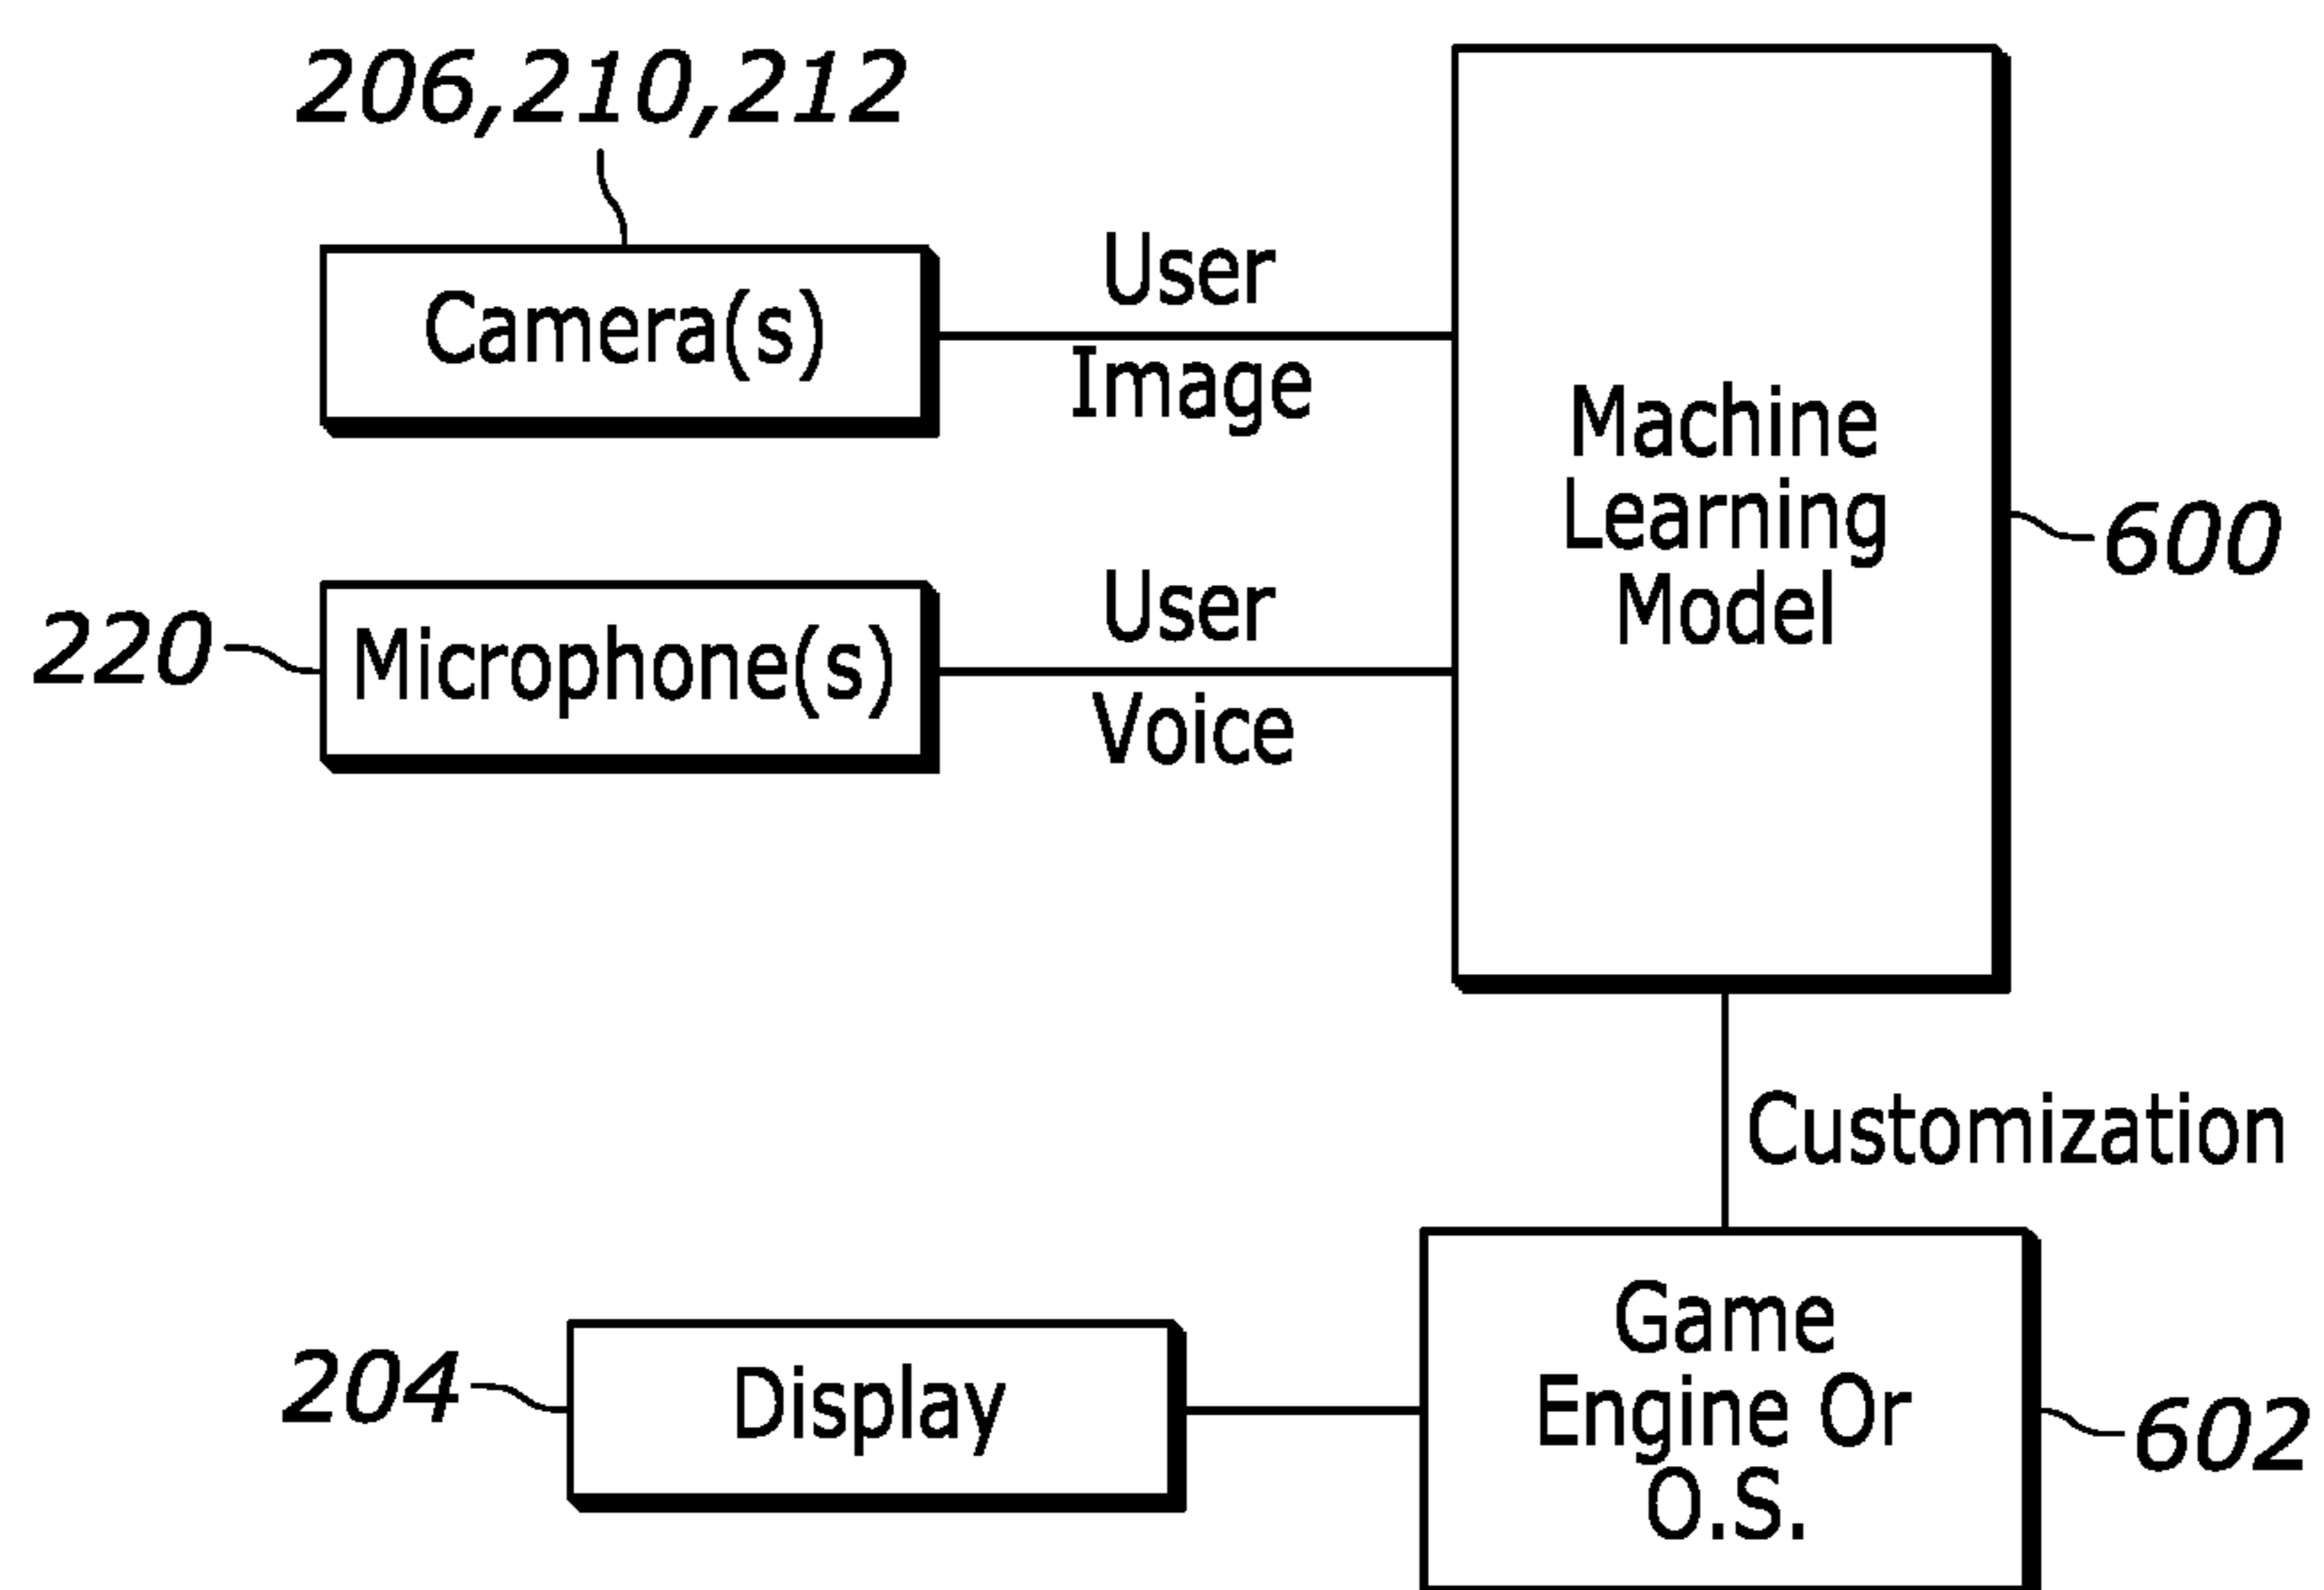 206,210,212
Camera(s)
User
Image
220
Microphone(s)
User
Voice
Machine
Learning
Model
600
Customization
204
Display
Game
Engine Or
O.S.
602